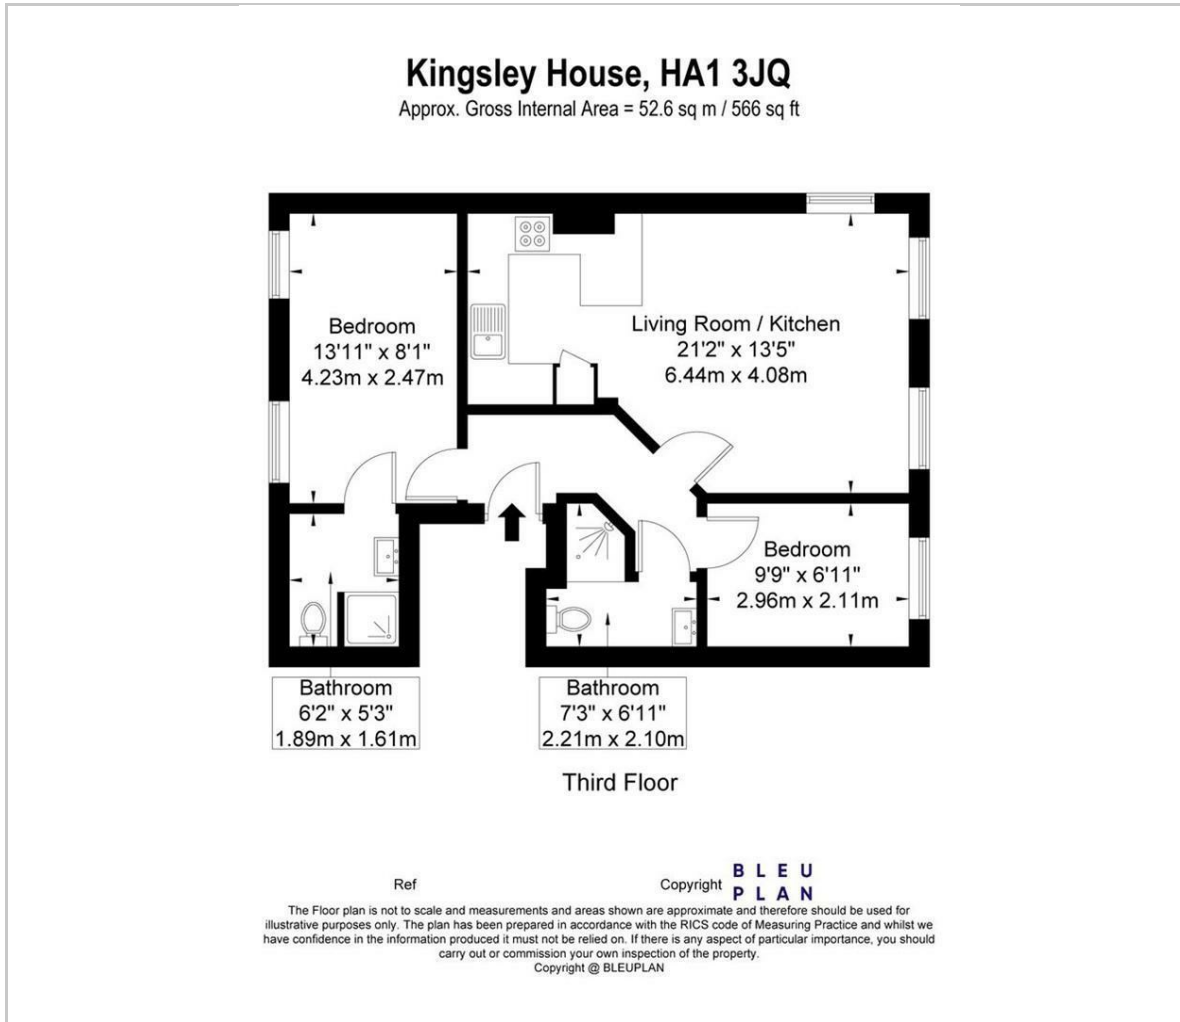 Kingsley House, HA1 3JQ
Approx. Gross Internal Area = 52.6 sq m / 566 sq ft
Bedroom
13'11" x 8'1"
4.23m x 2.47m
Living Room / Kitchen
21'2" x 13'5"
6.44m x 4.08m
Bedroom
9'9" x 6'11"
2.96m x 2.11m
Bathroom
6'2" x 5'3"
1.89m x 1.61m
Bathroom
7'3" x 6'11"
2.21m x 2.10m
Third Floor
Ref
Copyright
BLEU
PLAN
The Floor plan is not to scale and measurements and areas shown are approximate and therefore should be used for
illustrative purposes only. The plan has been prepared in accordance with the RICS code of Measuring Practice and whilst we
have confidence in the information produced it must not be relied on. If there is any aspect of particular importance, you should
carry out or commission your own inspection of the property.
Copyright @ BLEUPLAN